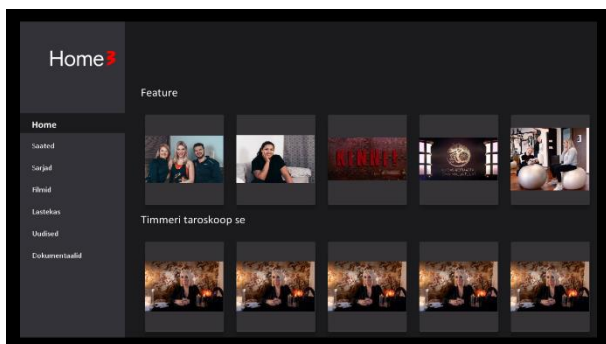 Home3
Feature
Home
Saated
Sarjad
Filmid
Lastekas
Uudised
Dokumentaalid
Timmeri taroskoop se